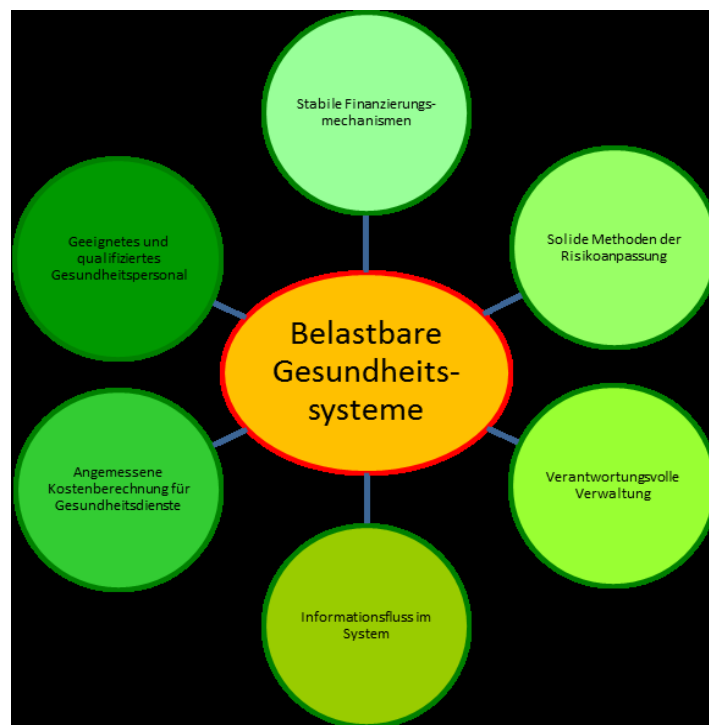 Stabile Finanzierungs-
mechanismen
Solide Methoden der
Risikoanpassung
Verantwortungsvolle
Verwaltung
Informationsfluss im
System
Angemessene
Kostenberechnung für
Gesundheitsdienste
Geeignetes und
qualifiziertes
Gesundheitspersonal
Belastbare
Gesundheits-
systeme